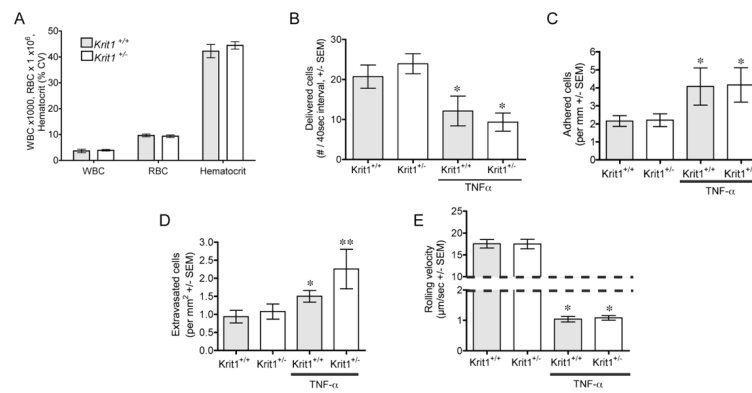 A
WBC x1000, RBC x 1 x10⁶,
Hematocrit (% CV)
50
40
30
20
10
0
Krit1+/+
Krit1+/-
WBC
RBC
Hematocrit
B
Delivered cells
(# / 40sec interval, +/- SEM)
30
20
10
0
*
*
Krit1+/+
Krit1+/-
Krit1+/+
Krit1+/-
TNFα
C
Adhered cells
(per mm +/- SEM)
6
5
4
3
2
1
0
*
*
Krit1+/+
Krit1+/-
Krit1+/+
Krit1+/-
TNF-α
D
Extravasated cells
(per mm² +/- SEM)
3.0
2.5
2.0
1.5
1.0
0.5
0.0
*
**
Krit1+/+
Krit1+/-
Krit1+/+
Krit1+/-
TNF-α
E
Rolling velocity
(μm/sec +/- SEM)
25
20
15
10
2
1
0
*
*
Krit1+/+
Krit1+/-
Krit1+/+
Krit1+/-
TNF-α